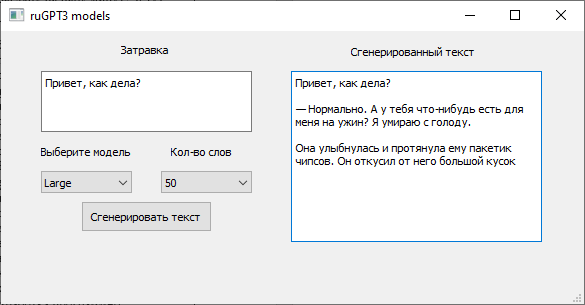 ruGPT3 models
Затравка
Привет, как дела?
Выберите модель
Кол-во слов
Large
50
Сгенерировать текст
Сгенерированный текст
Привет, как дела?
— Нормально. А у тебя что-нибудь есть для
меня на ужин? Я умираю с голоду.
Она улыбнулась и протянула ему пакетик
чипсов. Он откусил от него большой кусок